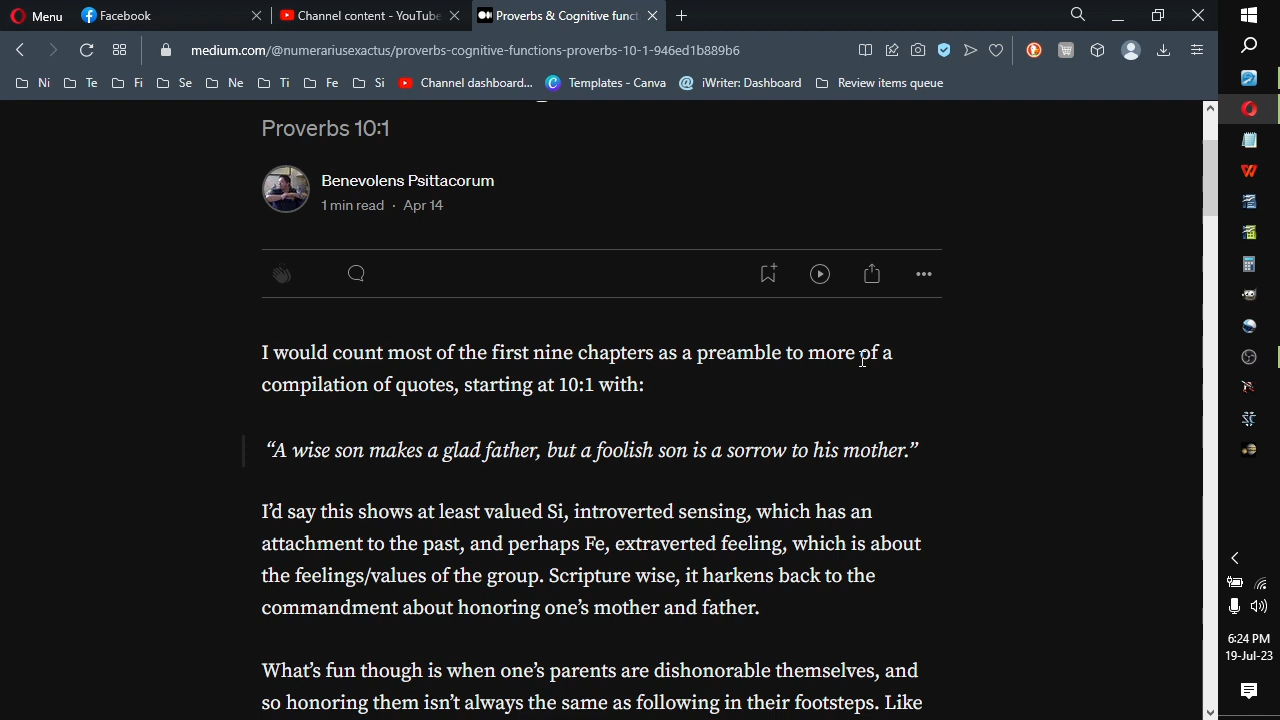 Menu
Facebook
Channel content - YouTube
Proverbs & Cognitive funct
medium.com/@numerariusexactus/proverbs-cognitive-functions-proverbs-10-1-946ed1b889b6
Ni Te Fi Se Ne Ti Fe Si Channel dashboard... Templates - Canva iWriter: Dashboard Review items queue
Proverbs 10:1
Benevolens Psittacorum
1 min read · Apr 14
I would count most of the first nine chapters as a preamble to more of a
compilation of quotes, starting at 10:1 with:
“A wise son makes a glad father, but a foolish son is a sorrow to his mother.”
I’d say this shows at least valued Si, introverted sensing, which has an
attachment to the past, and perhaps Fe, extraverted feeling, which is about
the feelings/values of the group. Scripture wise, it harkens back to the
commandment about honoring one’s mother and father.
What’s fun though is when one’s parents are dishonorable themselves, and
so honoring them isn’t always the same as following in their footsteps. Like
6:24 PM
19-Jul-23